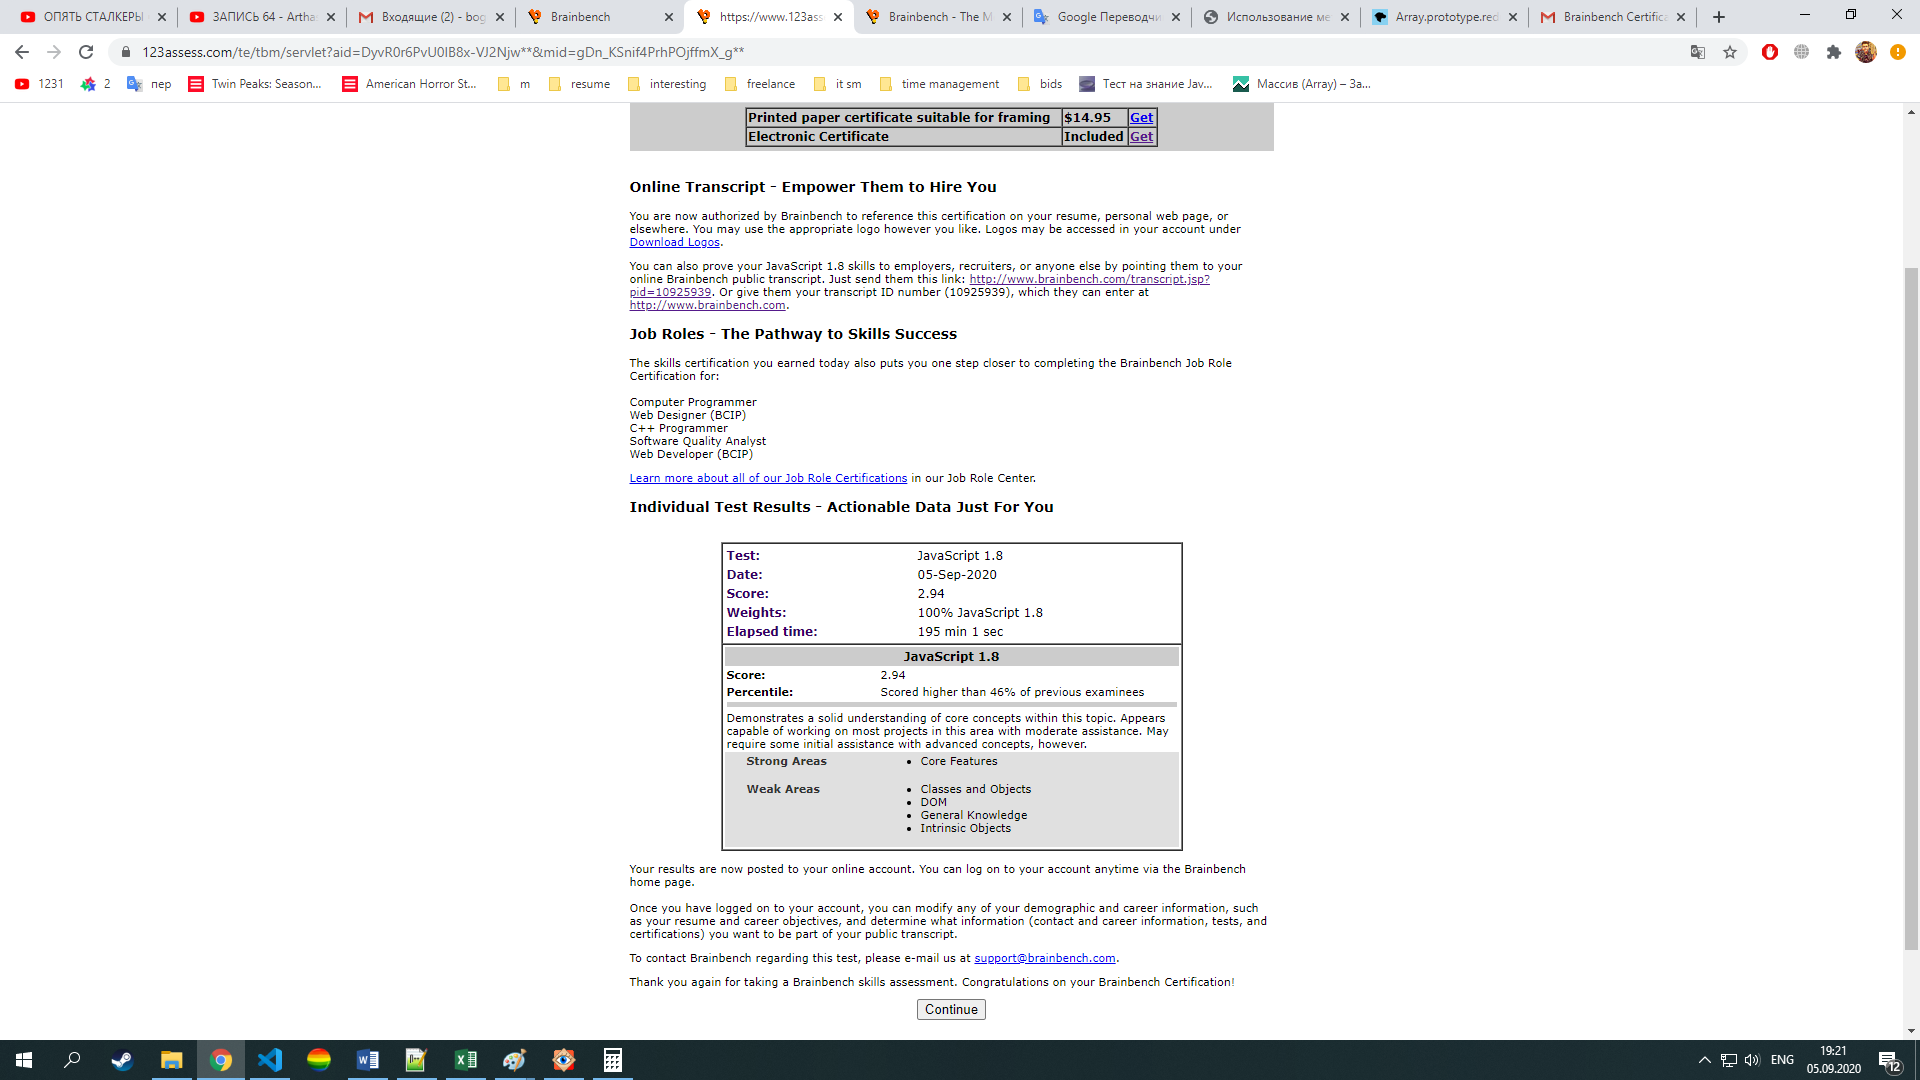 ОПЯТЬ СТАЛКЕРЫ
ЗАПИСЬ 64 - Artha
Входящие (2) - bog
Brainbench
https://www.123ass
Brainbench - The M
Google Переводчи
Использование ме
Array.prototype.red
Brainbench Certifica
123assess.com/te/tbm/servlet?aid=DyvR0r6PvU0IB8x-VJ2Njw**&mid=gDn_KSnif4PrhPOjffmX_g**
1231
2
пер
Twin Peaks: Season...
American Horror St...
m
resume
interesting
freelance
it sm
time management
bids
Тест на знание Jav...
Массив (Array) – За...
Printed paper certificate suitable for framing $14.95 Get
Electronic Certificate Included Get
Online Transcript - Empower Them to Hire You
You are now authorized by Brainbench to reference this certification on your resume, personal web page, or
elsewhere. You may use the appropriate logo however you like. Logos may be accessed in your account under
Download Logos.
You can also prove your JavaScript 1.8 skills to employers, recruiters, or anyone else by pointing them to your
online Brainbench public transcript. Just send them this link: http://www.brainbench.com/transcript.jsp?
pid=10925939. Or give them your transcript ID number (10925939), which they can enter at
http://www.brainbench.com.
Job Roles - The Pathway to Skills Success
The skills certification you earned today also puts you one step closer to completing the Brainbench Job Role
Certification for:
Computer Programmer
Web Designer (BCIP)
C++ Programmer
Software Quality Analyst
Web Developer (BCIP)
Learn more about all of our Job Role Certifications in our Job Role Center.
Individual Test Results - Actionable Data Just For You
Test: JavaScript 1.8
Date: 05-Sep-2020
Score: 2.94
Weights: 100% JavaScript 1.8
Elapsed time: 195 min 1 sec
JavaScript 1.8
Score: 2.94
Percentile: Scored higher than 46% of previous examinees
Demonstrates a solid understanding of core concepts within this topic. Appears
capable of working on most projects in this area with moderate assistance. May
require some initial assistance with advanced concepts, however.
Strong Areas • Core Features
Weak Areas • Classes and Objects
• DOM
• General Knowledge
• Intrinsic Objects
Your results are now posted to your online account. You can log on to your account anytime via the Brainbench
home page.
Once you have logged on to your account, you can modify any of your demographic and career information, such
as your resume and career objectives, and determine what information (contact and career information, tests, and
certifications) you want to be part of your public transcript.
To contact Brainbench regarding this test, please e-mail us at support@brainbench.com.
Thank you again for taking a Brainbench skills assessment. Congratulations on your Brainbench Certification!
Continue
ENG
19:21
05.09.2020
12